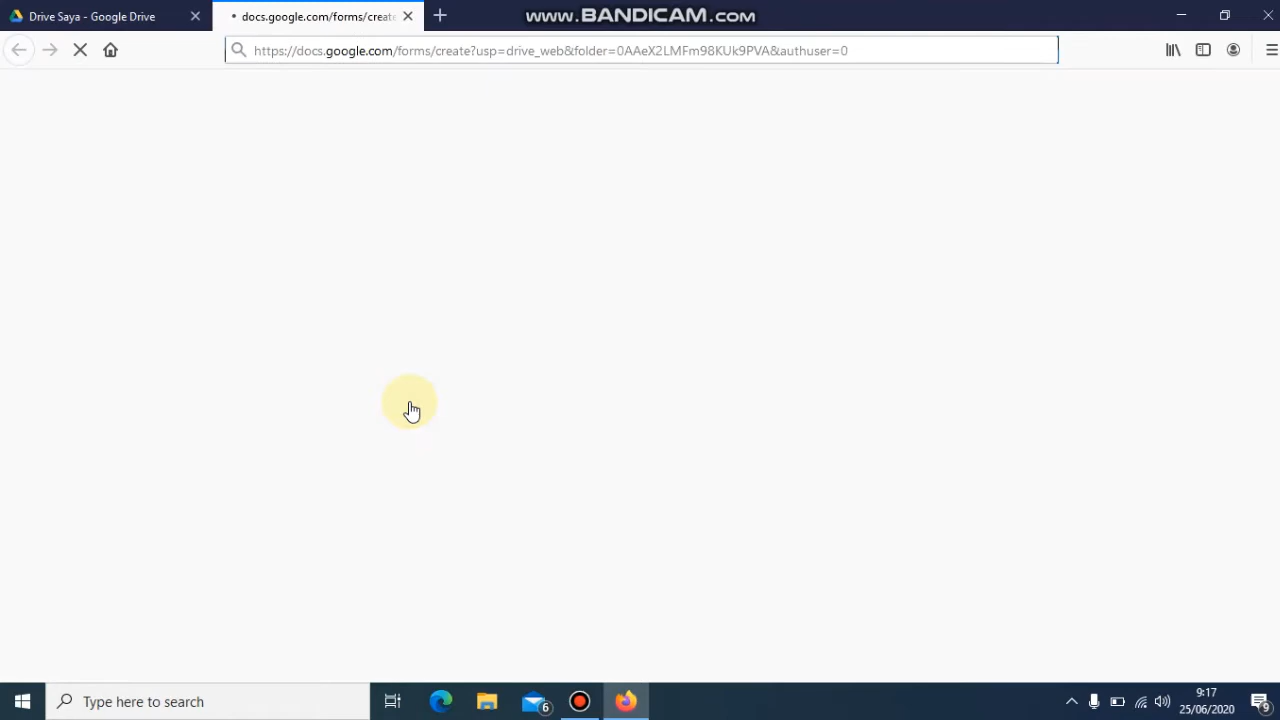 Drive Saya - Google Drive
docs.google.com/forms/create
WWW.BANDICAM.COM
https://docs.google.com/forms/create?usp=drive_web&folder=0AAeX2LMFm98KUk9PVA&authuser=0
Type here to search
6
9:17
25/06/2020
9